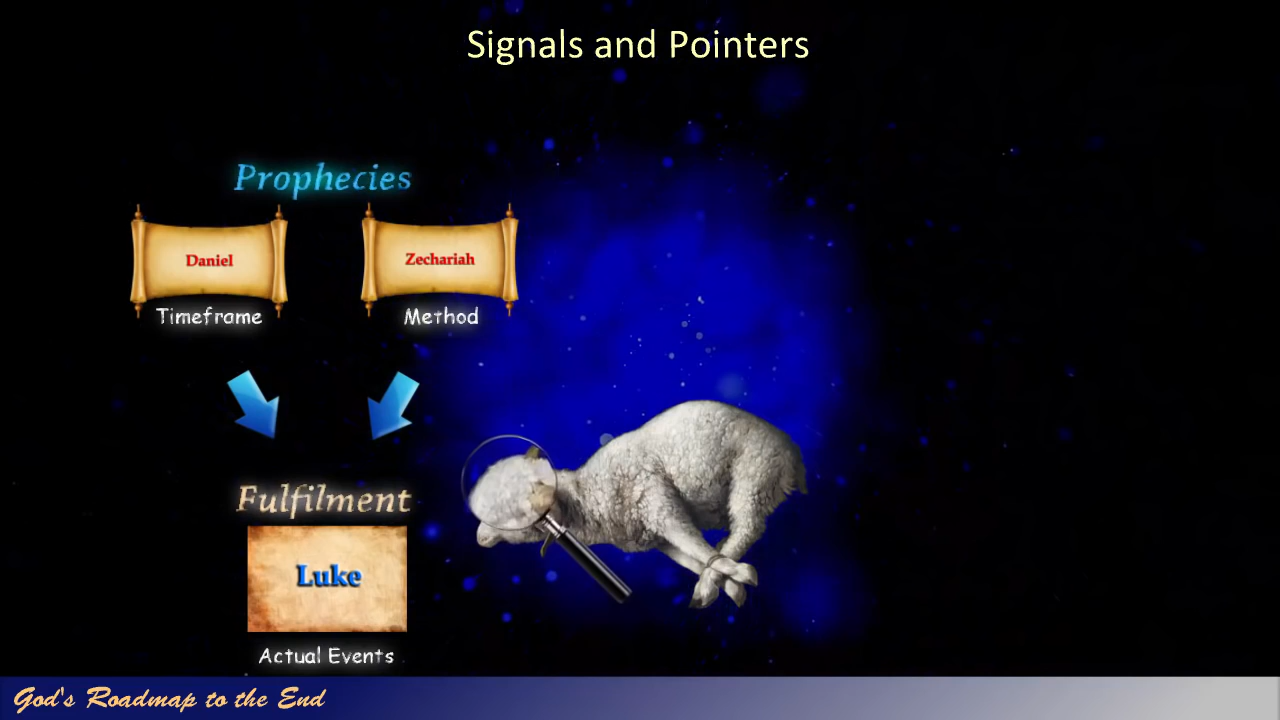 Signals and Pointers
Prophecies
Daniel
Zechariah
Timeframe
Method
Fulfilment
Luke
Actual Events
God's Roadmap to the End